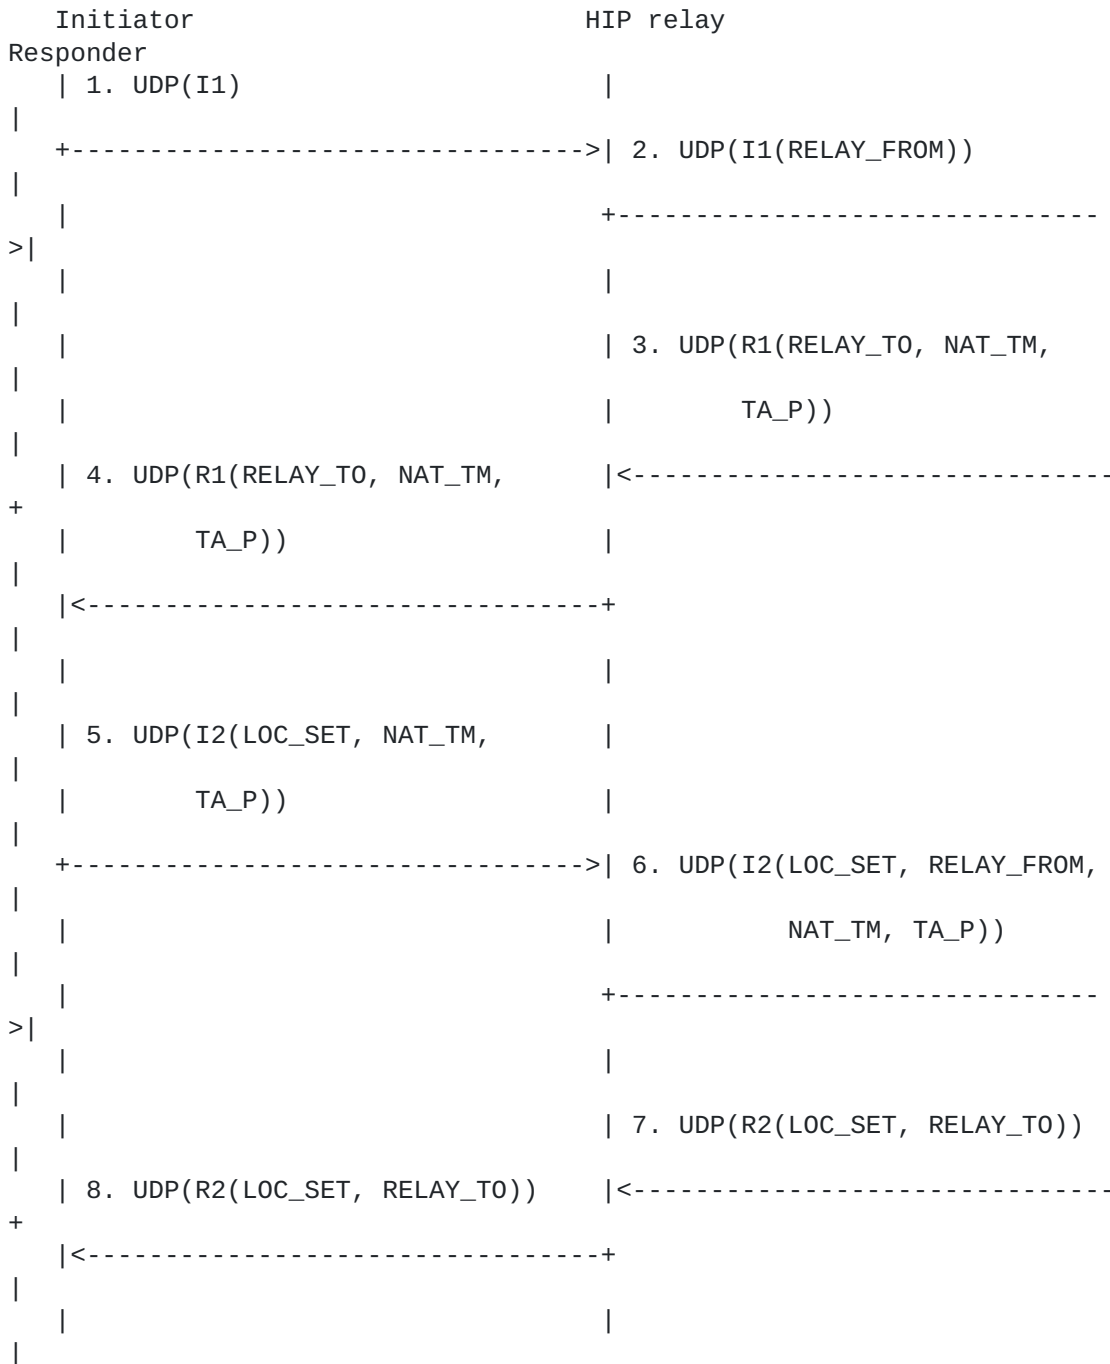 Initiator                         HIP relay
Responder
   | 1. UDP(I1)                       |
|
   +--------------------------------->| 2. UDP(I1(RELAY_FROM))
|
   |                                  +-------------------------------
>|
   |                                  |
|
   |                                  | 3. UDP(R1(RELAY_TO, NAT_TM,
|
   |                                  |        TA_P))
|
   | 4. UDP(R1(RELAY_TO, NAT_TM,      |<-------------------------------
+
   |        TA_P))                    |
|
   |<---------------------------------+
|
   |                                  |
|
   | 5. UDP(I2(LOC_SET, NAT_TM,       |
|
   |        TA_P))                    |
|
   +--------------------------------->| 6. UDP(I2(LOC_SET, RELAY_FROM,
|
   |                                  |           NAT_TM, TA_P))
|
   |                                  +-------------------------------
>|
   |                                  |
|
   |                                  | 7. UDP(R2(LOC_SET, RELAY_TO))
|
   | 8. UDP(R2(LOC_SET, RELAY_TO))    |<-------------------------------
+
   |<---------------------------------+
|
   |                                  |
|